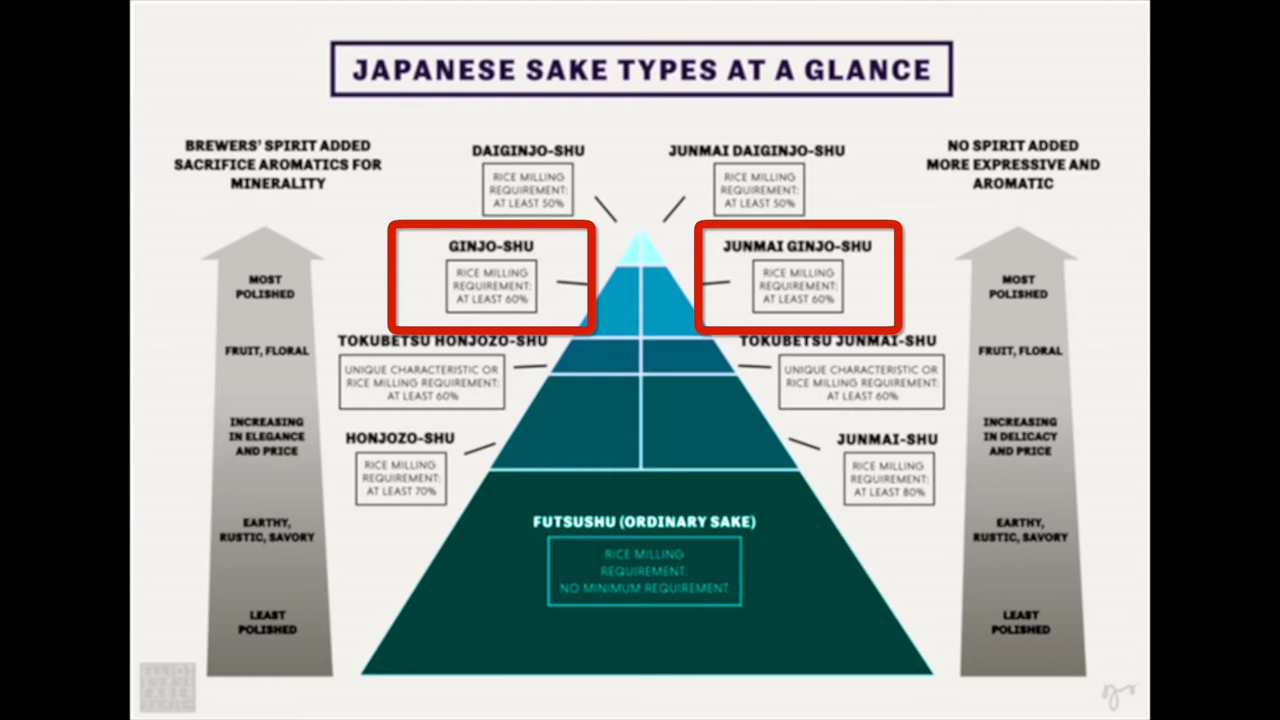 JAPANESE SAKE TYPES AT A GLANCE
BREWERS' SPIRIT ADDED
SACRIFICE AROMATICS FOR
MINERALITY
DAIGINJO-SHU
RICE MILLING
REQUIREMENT:
AT LEAST 50%
JUNMAI DAIGINJO-SHU
RICE MILLING
REQUIREMENT:
AT LEAST 50%
NO SPIRIT ADDED
MORE EXPRESSIVE AND
AROMATIC
GINJO-SHU
RICE MILLING
REQUIREMENT:
AT LEAST 60%
JUNMAI GINJO-SHU
RICE MILLING
REQUIREMENT:
AT LEAST 60%
TOKUBETSU HONJOZO-SHU
UNIQUE CHARACTERISTIC OR
RICE MILLING REQUIREMENT:
AT LEAST 60%
TOKUBETSU JUNMAI-SHU
UNIQUE CHARACTERISTIC OR
RICE MILLING REQUIREMENT:
AT LEAST 60%
HONJOZO-SHU
RICE MILLING
REQUIREMENT:
AT LEAST 70%
JUNMAI-SHU
RICE MILLING
REQUIREMENT:
AT LEAST 80%
FUTSUSHU (ORDINARY SAKE)
RICE MILLING
REQUIREMENT:
NO MINIMUM REQUIREMENT
MOST
POLISHED
FRUIT, FLORAL
INCREASING
IN ELEGANCE
AND PRICE
EARTHY,
RUSTIC, SAVORY
LEAST
POLISHED
MOST
POLISHED
FRUIT, FLORAL
INCREASING
IN DELICACY
AND PRICE
EARTHY,
RUSTIC, SAVORY
LEAST
POLISHED